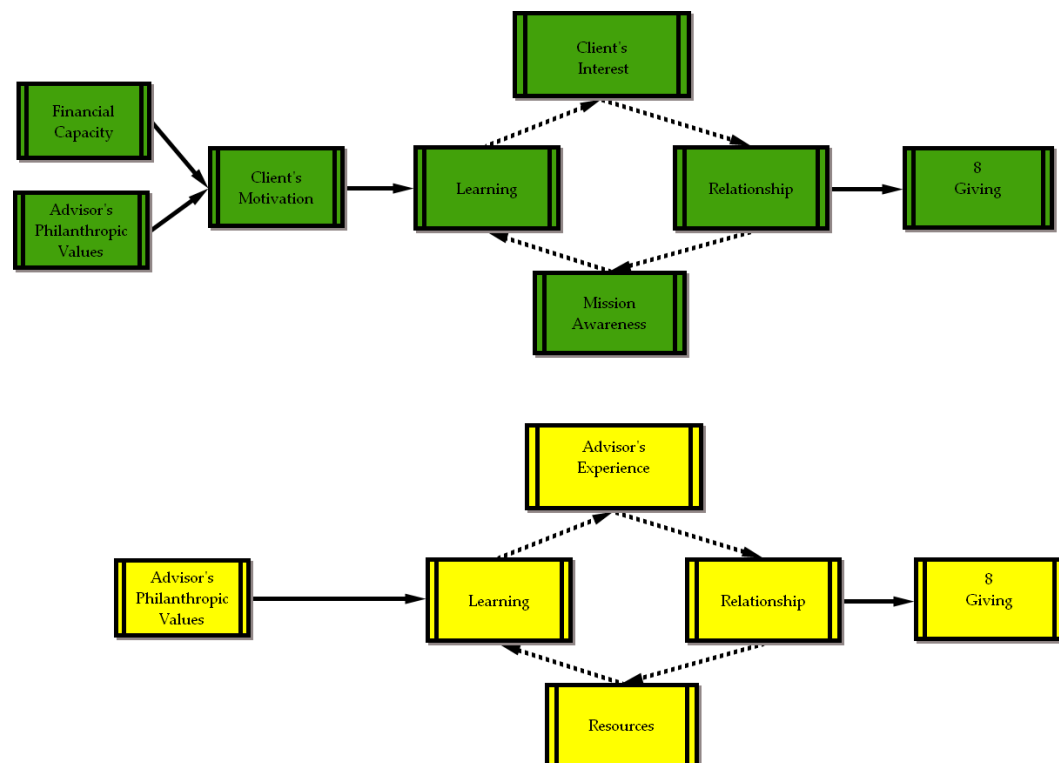 Client's
Interest
Financial
Capacity
Client's
Motivation
Learning
Relationship
8
Giving
Advisor's
Philanthropic
Values
Mission
Awareness
Advisor's
Experience
Advisor's
Philanthropic
Values
Learning
Relationship
8
Giving
Resources